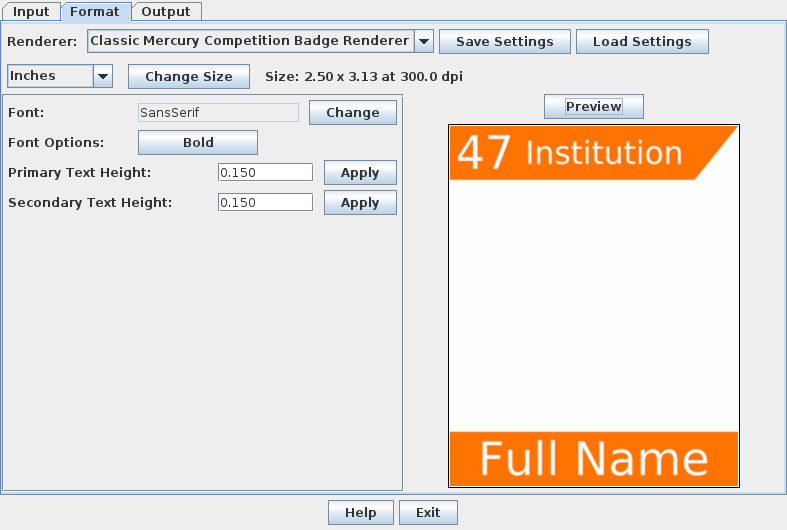 Input Format Output
Renderer: Classic Mercury Competition Badge Renderer Save Settings Load Settings
Inches Change Size Size: 2.50 x 3.13 at 300.0 dpi
Font: SansSerif Change
Font Options: Bold
Primary Text Height: 0.150 Apply
Secondary Text Height: 0.150 Apply
Preview
47 Institution
Full Name
Help Exit